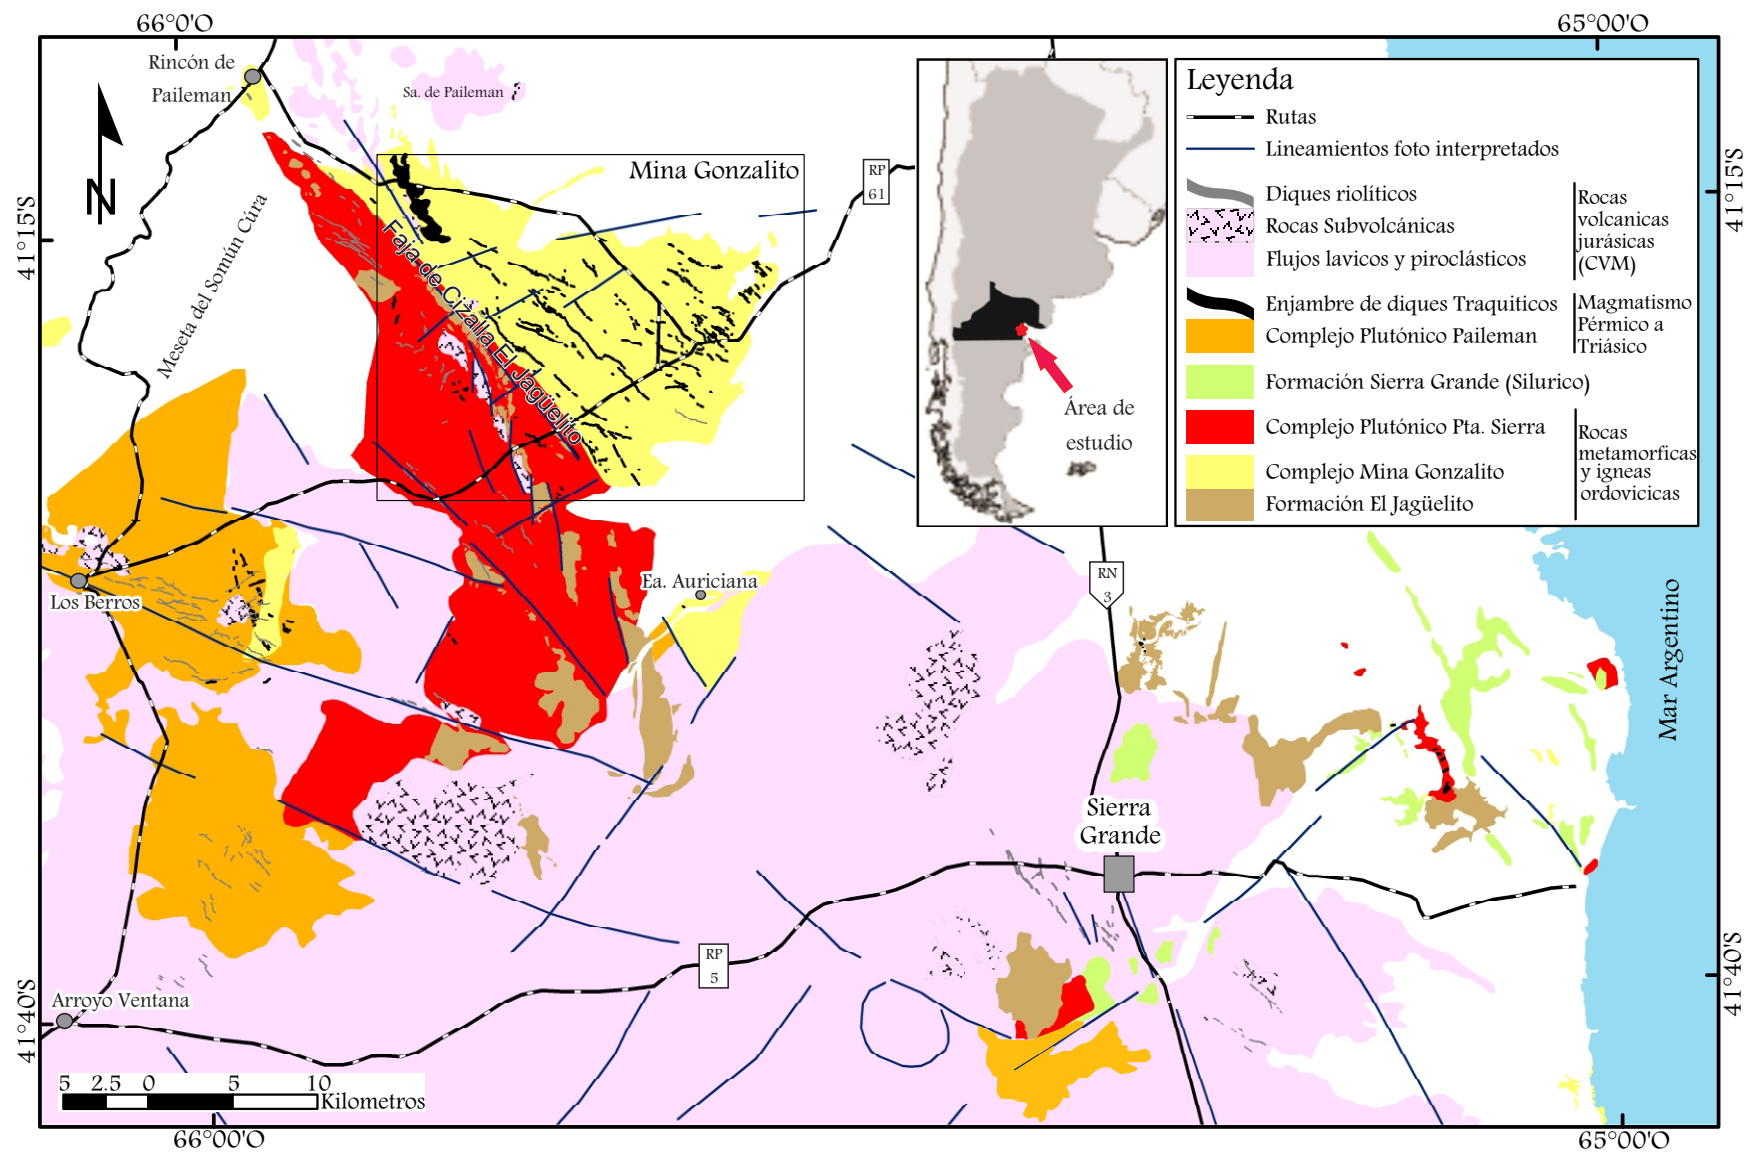 66°0'O
65°00'O
Rincón de
Paileman
Sa. de Paileman
Mina Gonzalito
RP
61
Leyenda
Rutas
Lineamientos foto interpretados
Diques riolíticos
Rocas Subvolcánicas
Flujos lavicos y piroclásticos
Rocas
volcanicas
jurásicas
(CVM)
Enjambre de diques Traquiticos
Complejo Plutónico Paileman
Magmatismo
Pérmico a
Triásico
Formación Sierra Grande (Silurico)
Complejo Plutónico Pta. Sierra
Complejo Mina Gonzalito
Formación El Jagüelito
Rocas
metamorficas
y igneas
ordovicicas
Área de
estudio
N
41°15'S
41°15'S
Meseta del Somún Cúra
Faja de Cizalla El Jagüelito
Los Berros
Ea. Auriciana
RN
3
Mar Argentino
Sierra
Grande
RP
5
Arroyo Ventana
41°40'S
41°40'S
5 2.5 0 5 10
Kilometros
66°00'O
65°00'O